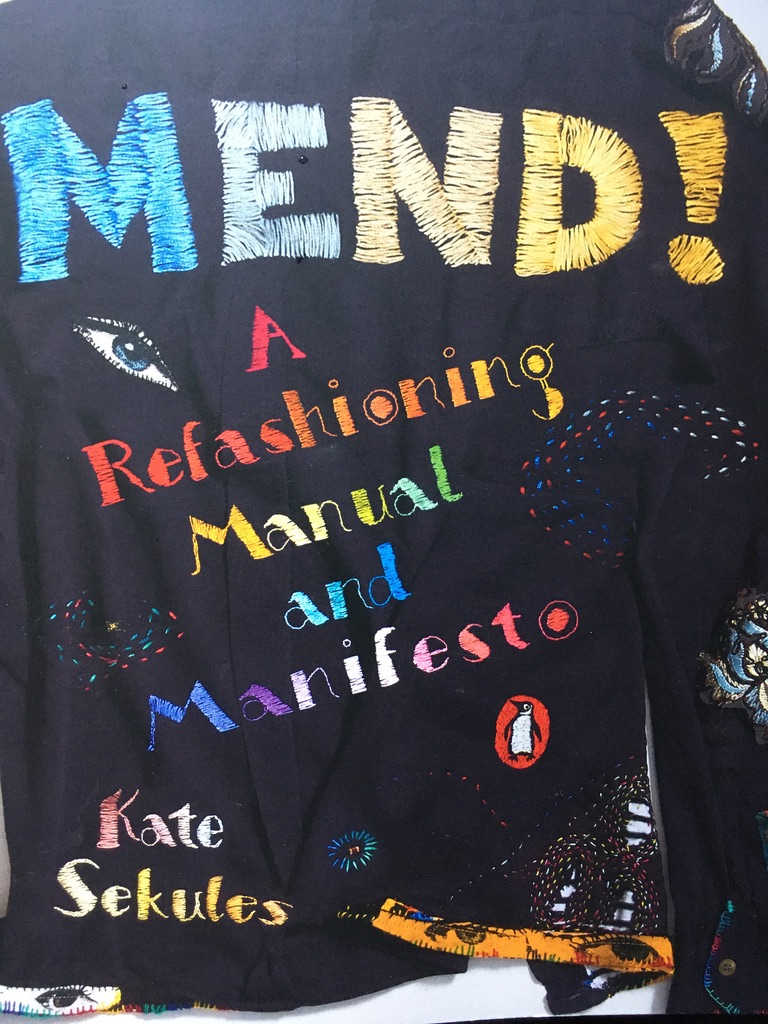 MEND!
A
Refashioning
Manual
and
Manifesto
Kate
Sekules